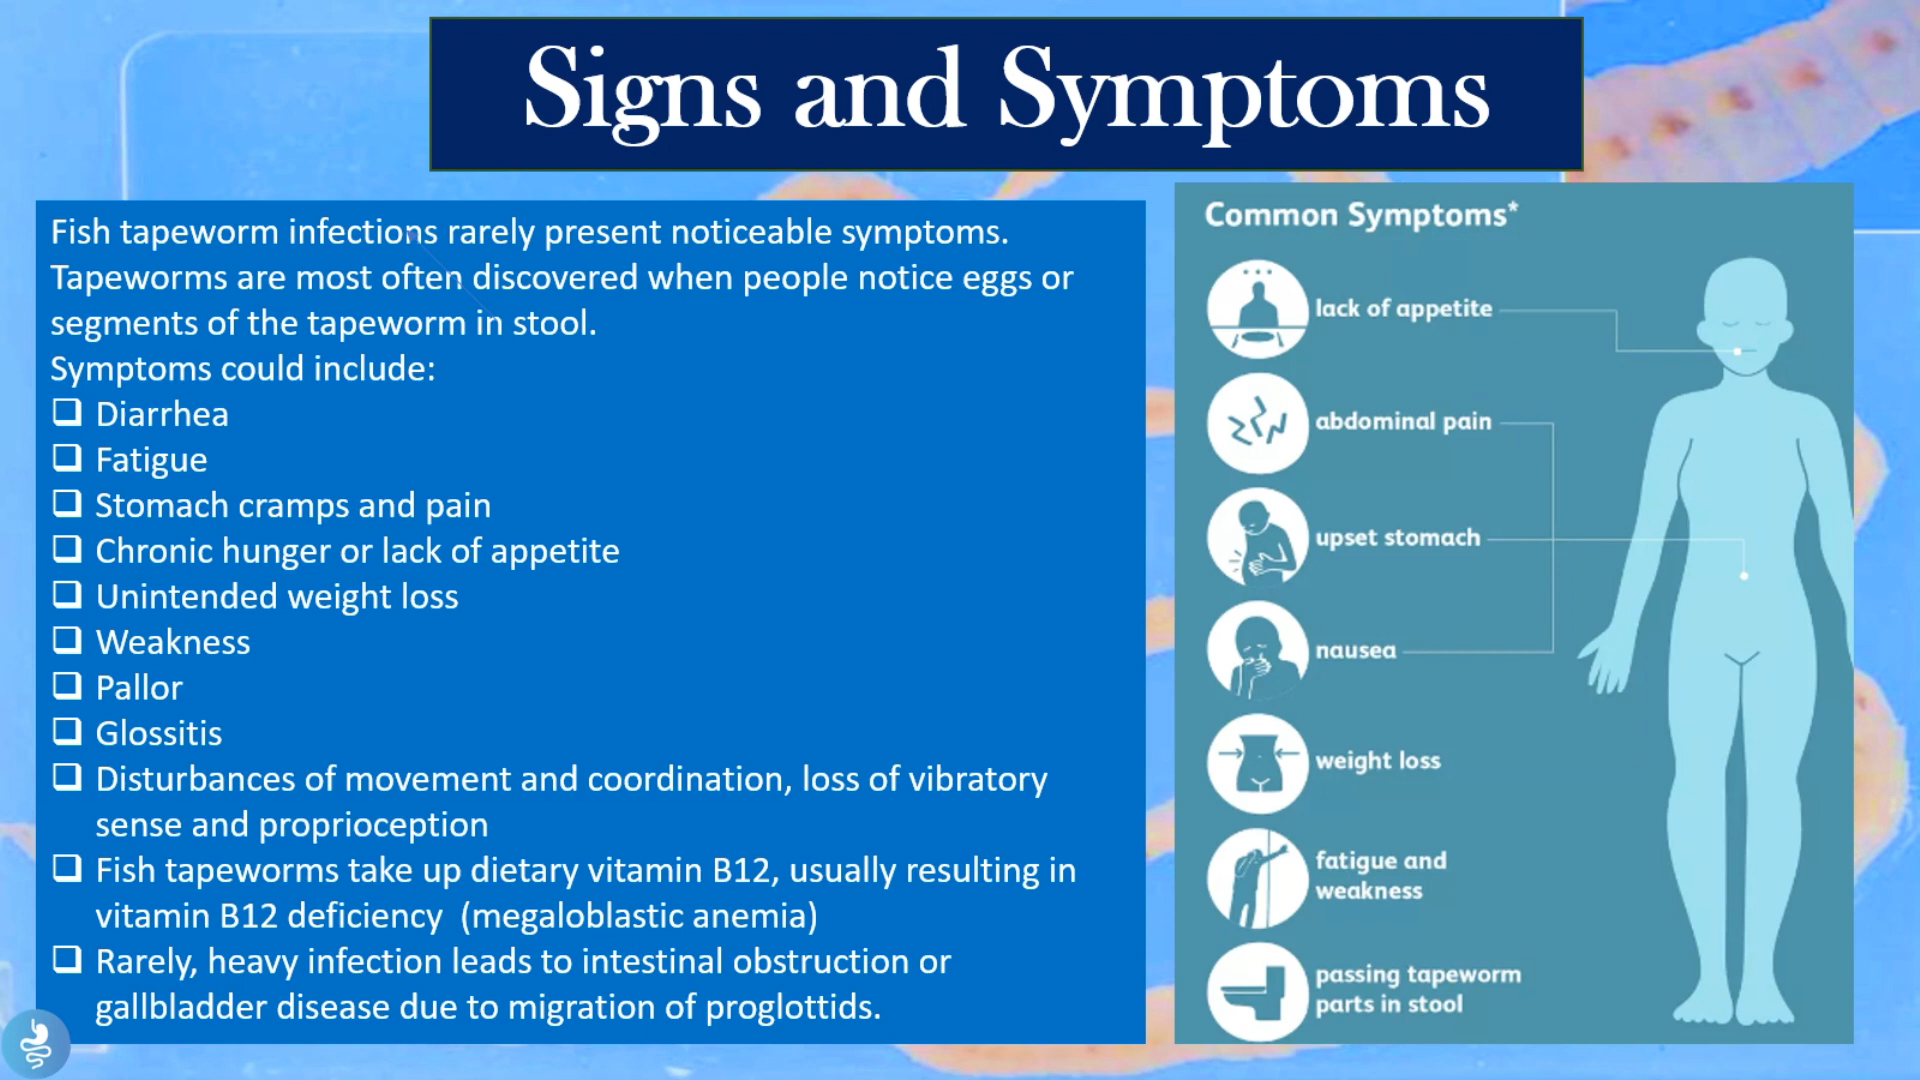 Signs and Symptoms
Fish tapeworm infections rarely present noticeable symptoms.
Tapeworms are most often discovered when people notice eggs or
segments of the tapeworm in stool.
Symptoms could include:
❑ Diarrhea
❑ Fatigue
❑ Stomach cramps and pain
❑ Chronic hunger or lack of appetite
❑ Unintended weight loss
❑ Weakness
❑ Pallor
❑ Glossitis
❑ Disturbances of movement and coordination, loss of vibratory
sense and proprioception
❑ Fish tapeworms take up dietary vitamin B12, usually resulting in
vitamin B12 deficiency  (megaloblastic anemia)
❑ Rarely, heavy infection leads to intestinal obstruction or
gallbladder disease due to migration of proglottids.
Common Symptoms*
lack of appetite
abdominal pain
upset stomach
nausea
weight loss
fatigue and
weakness
passing tapeworm
parts in stool